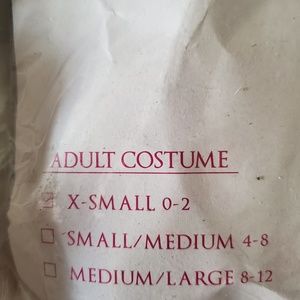 ADULT COSTUME
X-SMALL 0-2
SMALL/MEDIUM 4-8
MEDIUM/LARGE 8-12